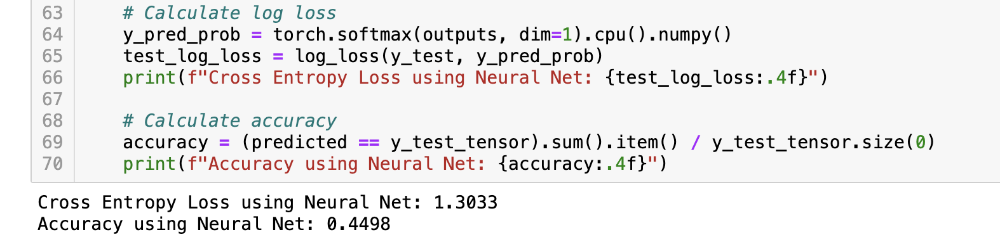 63 # Calculate log loss
64 y_pred_prob = torch.softmax(outputs, dim=1).cpu().numpy()
65 test_log_loss = log_loss(y_test, y_pred_prob)
66 print(f"Cross Entropy Loss using Neural Net: {test_log_loss:.4f}")
67
68 # Calculate accuracy
69 accuracy = (predicted == y_test_tensor).sum().item() / y_test_tensor.size(0)
70 print(f"Accuracy using Neural Net: {accuracy:.4f}")
Cross Entropy Loss using Neural Net: 1.3033
Accuracy using Neural Net: 0.4498